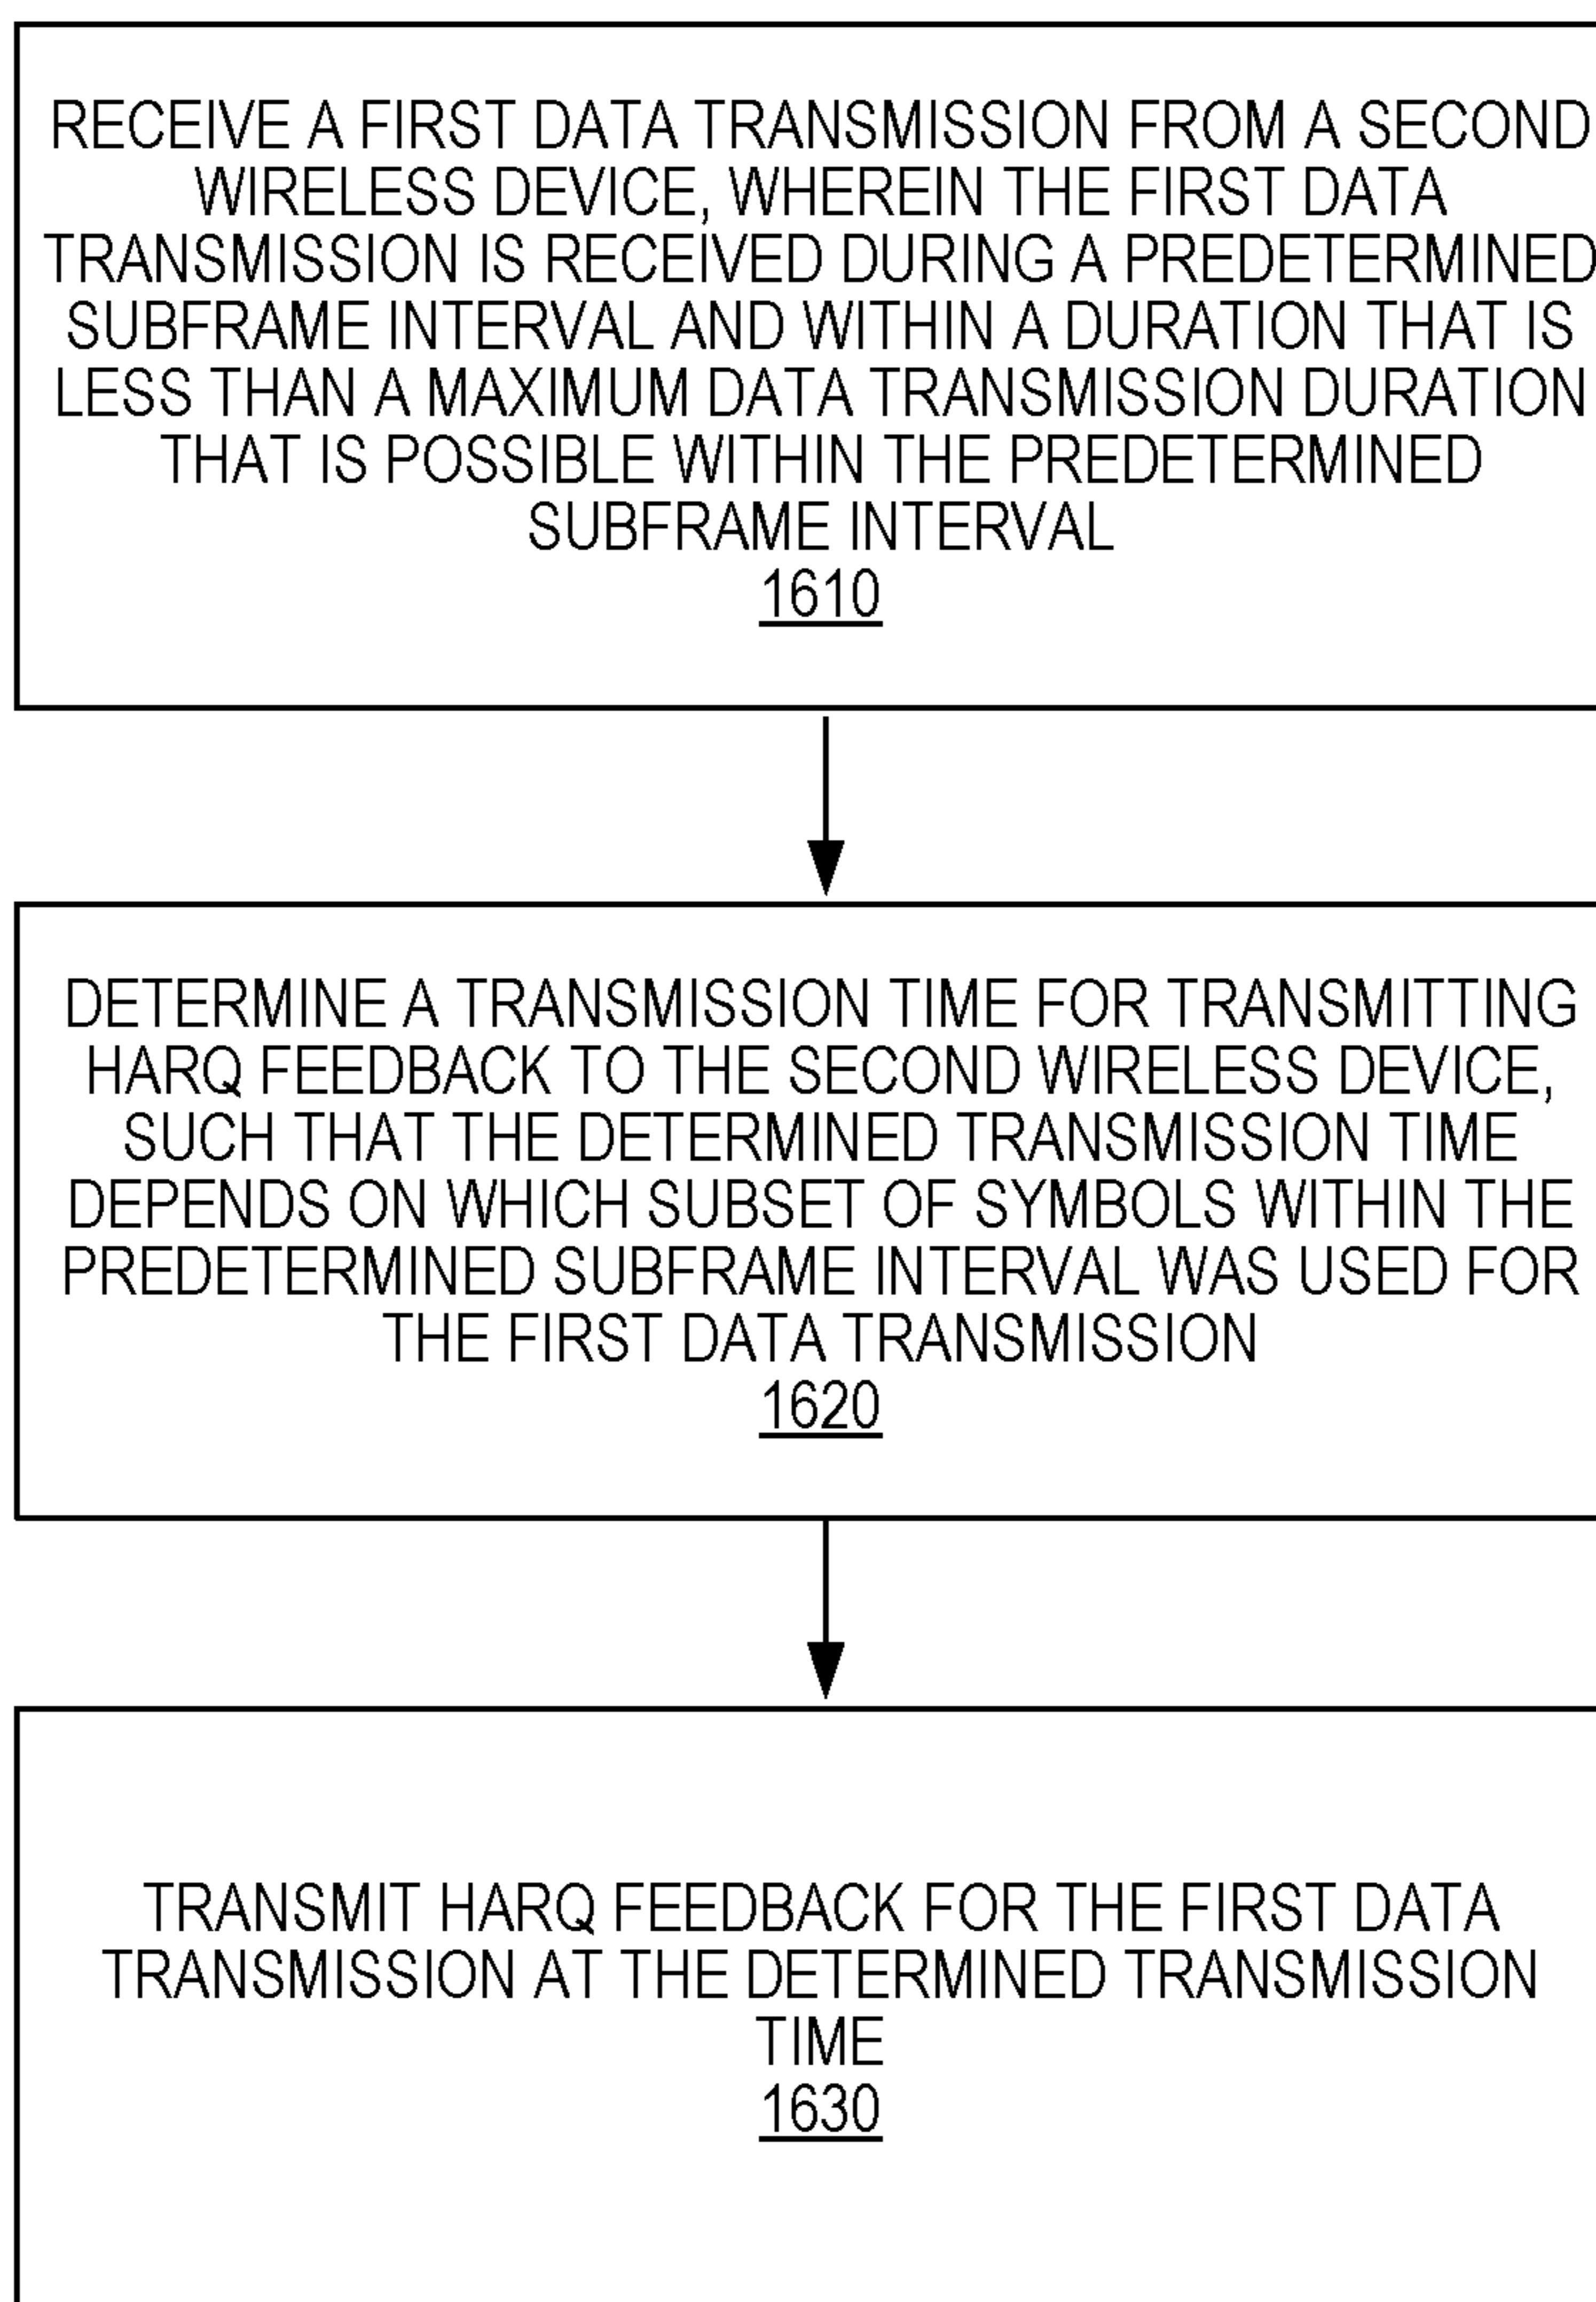 RECEIVE A FIRST DATA TRANSMISSION FROM A SECOND
WIRELESS DEVICE, WHEREIN THE FIRST DATA
TRANSMISSION IS RECEIVED DURING A PREDETERMINED
SUBFRAME INTERVAL AND WITHIN A DURATION THAT IS
LESS THAN A MAXIMUM DATA TRANSMISSION DURATION
THAT IS POSSIBLE WITHIN THE PREDETERMINED
SUBFRAME INTERVAL
1610
DETERMINE A TRANSMISSION TIME FOR TRANSMITTING
HARQ FEEDBACK TO THE SECOND WIRELESS DEVICE,
SUCH THAT THE DETERMINED TRANSMISSION TIME
DEPENDS ON WHICH SUBSET OF SYMBOLS WITHIN THE
PREDETERMINED SUBFRAME INTERVAL WAS USED FOR
THE FIRST DATA TRANSMISSION
1620
TRANSMIT HARQ FEEDBACK FOR THE FIRST DATA
TRANSMISSION AT THE DETERMINED TRANSMISSION
TIME
1630